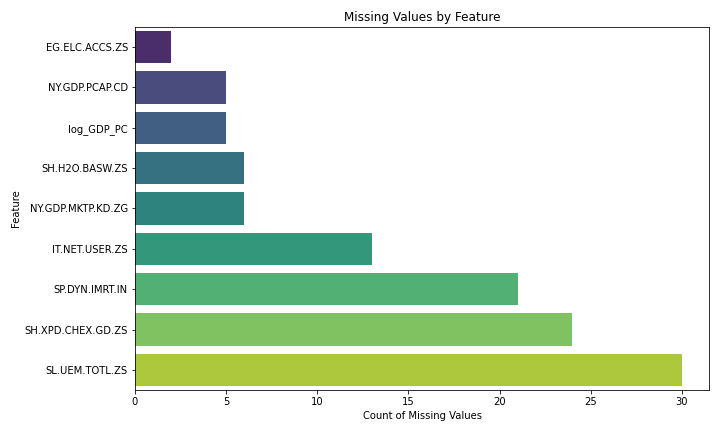 Missing Values by Feature
EG.ELC.ACCS.ZS
NY.GDP.PCAP.CD
log_GDP_PC
SH.H2O.BASW.ZS
NY.GDP.MKTP.KD.ZG
IT.NET.USER.ZS
SP.DYN.IMRT.IN
SH.XPD.CHEX.GD.ZS
SL.UEM.TOTL.ZS
Feature
0 5 10 15 20 25 30
Count of Missing Values